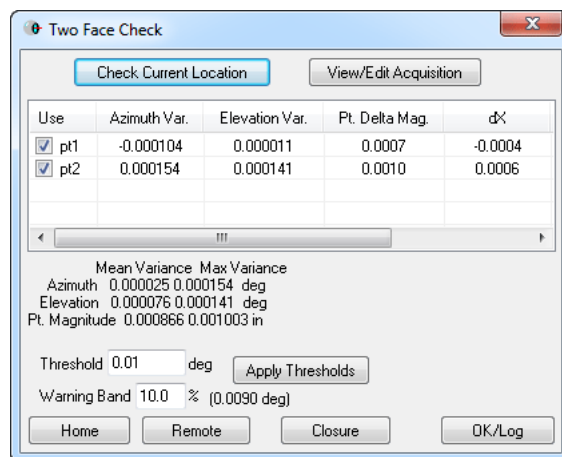 Two Face Check
Check Current Location View/Edit Acquisition
Use Azimuth Var. Elevation Var. Pt. Delta Mag. dX
pt1 -0.000104 0.000011 0.0007 -0.0004
pt2 0.000154 0.000141 0.0010 0.0006
Mean Variance Max Variance
Azimuth 0.000025 0.000154 deg
Elevation 0.000076 0.000141 deg
Pt. Magnitude 0.000866 0.001003 in
Threshold 0.01 deg Apply Thresholds
Warning Band 10.0 % (0.0090 deg)
Home Remote Closure OK/Log